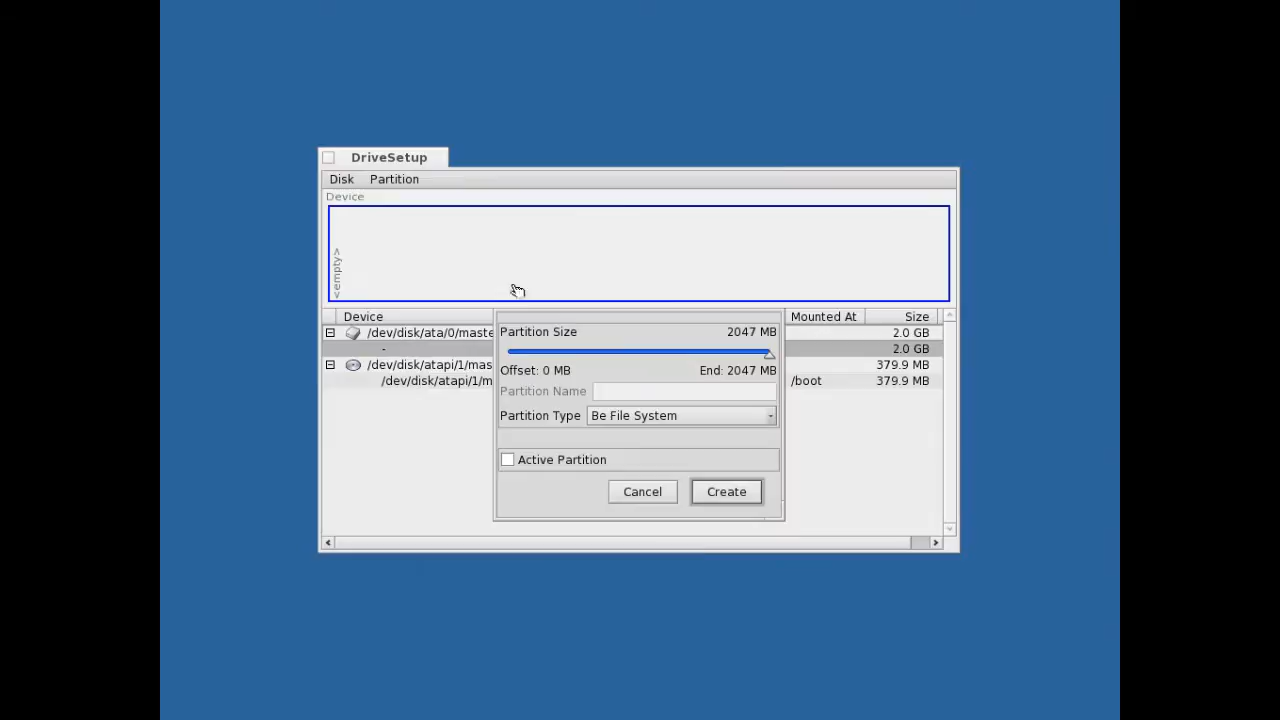 DriveSetup
Disk Partition
Device
<empty>
Device Mounted At Size
/dev/disk/ata/0/maste 2.0 GB
- 2.0 GB
/dev/disk/atapi/1/mas 379.9 MB
/dev/disk/atapi/1/m /boot 379.9 MB
Partition Size 2047 MB
Offset: 0 MB End: 2047 MB
Partition Name
Partition Type Be File System
Active Partition
Cancel Create